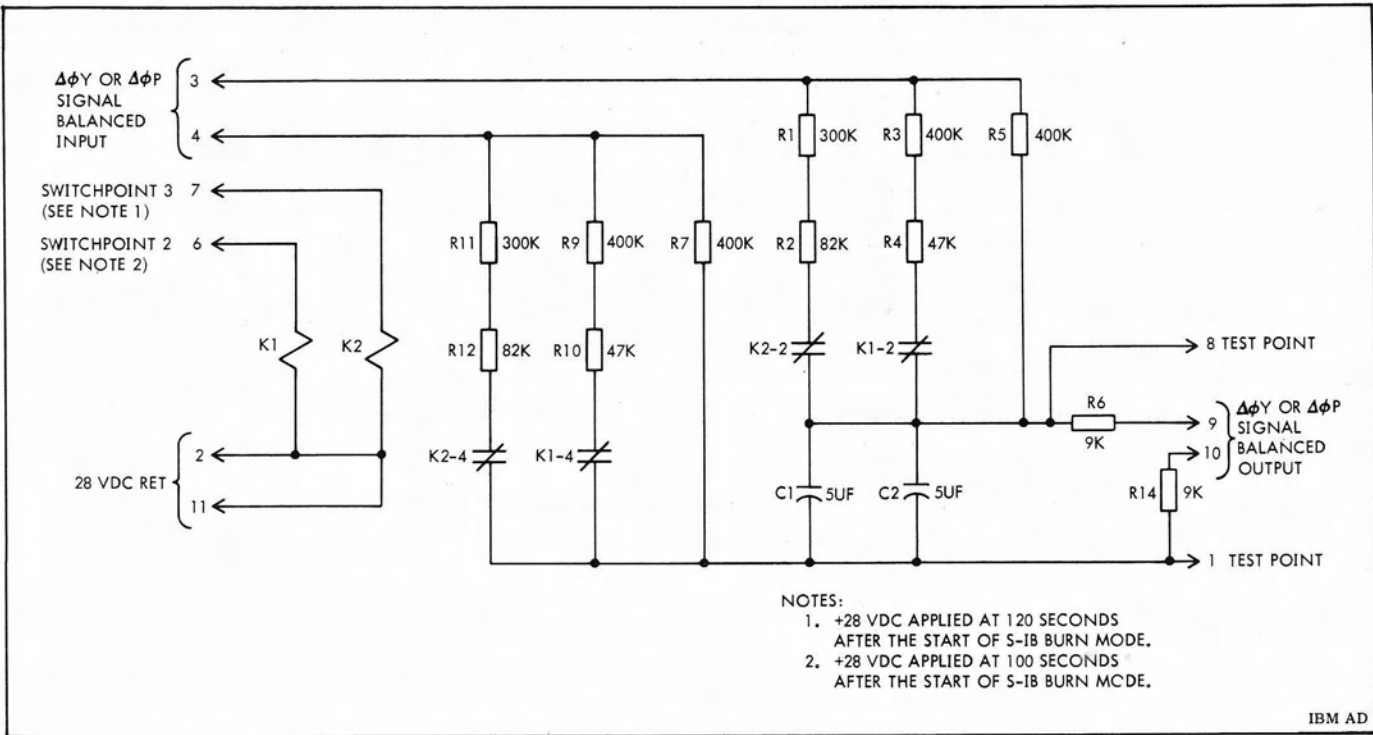 ΔϕY OR ΔϕP
SIGNAL
BALANCED
INPUT
3
4
SWITCHPOINT 3 7
(SEE NOTE 1)
SWITCHPOINT 2 6
(SEE NOTE 2)
K1
K2
28 VDC RET
2
11
R11 300K
R9 400K
R7 400K
R12 82K
R10 47K
K2-4
K1-4
R1 300K
R3 400K
R5 400K
R2 82K
R4 47K
K2-2
K1-2
C1 5UF
C2 5UF
R6
9K
R14 9K
8 TEST POINT
9
10
ΔϕY OR ΔϕP
SIGNAL
BALANCED
OUTPUT
1 TEST POINT
NOTES:
1. +28 VDC APPLIED AT 120 SECONDS
AFTER THE START OF S-IB BURN MODE.
2. +28 VDC APPLIED AT 100 SECONDS
AFTER THE START OF S-IB BURN MODE.
IBM AD